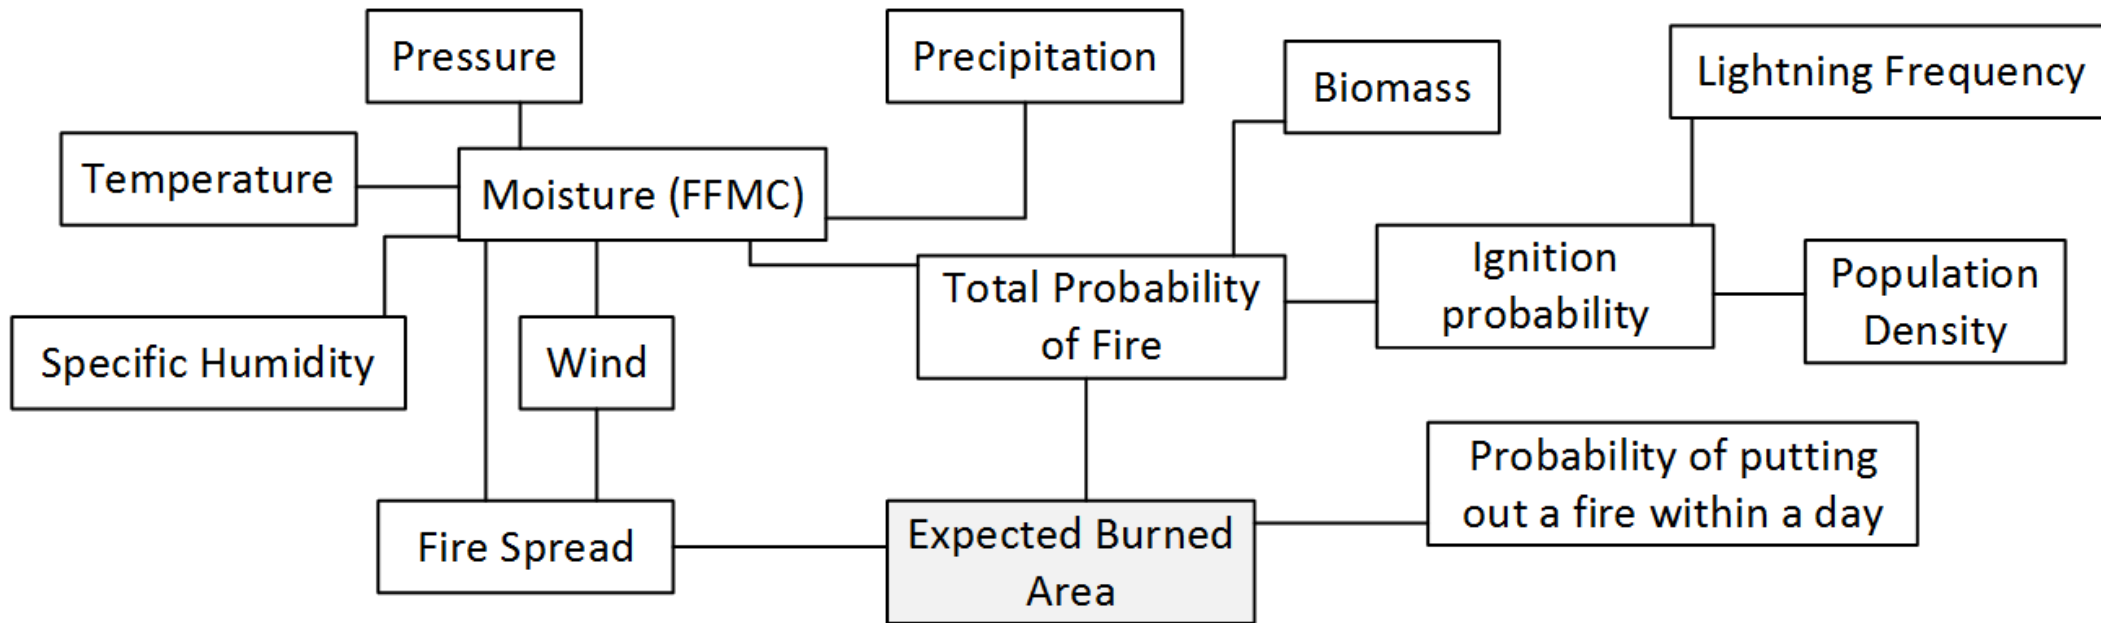 Pressure
Precipitation
Biomass
Lightning Frequency
Temperature
Moisture (FFMC)
Ignition
probability
Population
Density
Total Probability
of Fire
Specific Humidity
Wind
Probability of putting
out a fire within a day
Fire Spread
Expected Burned
Area